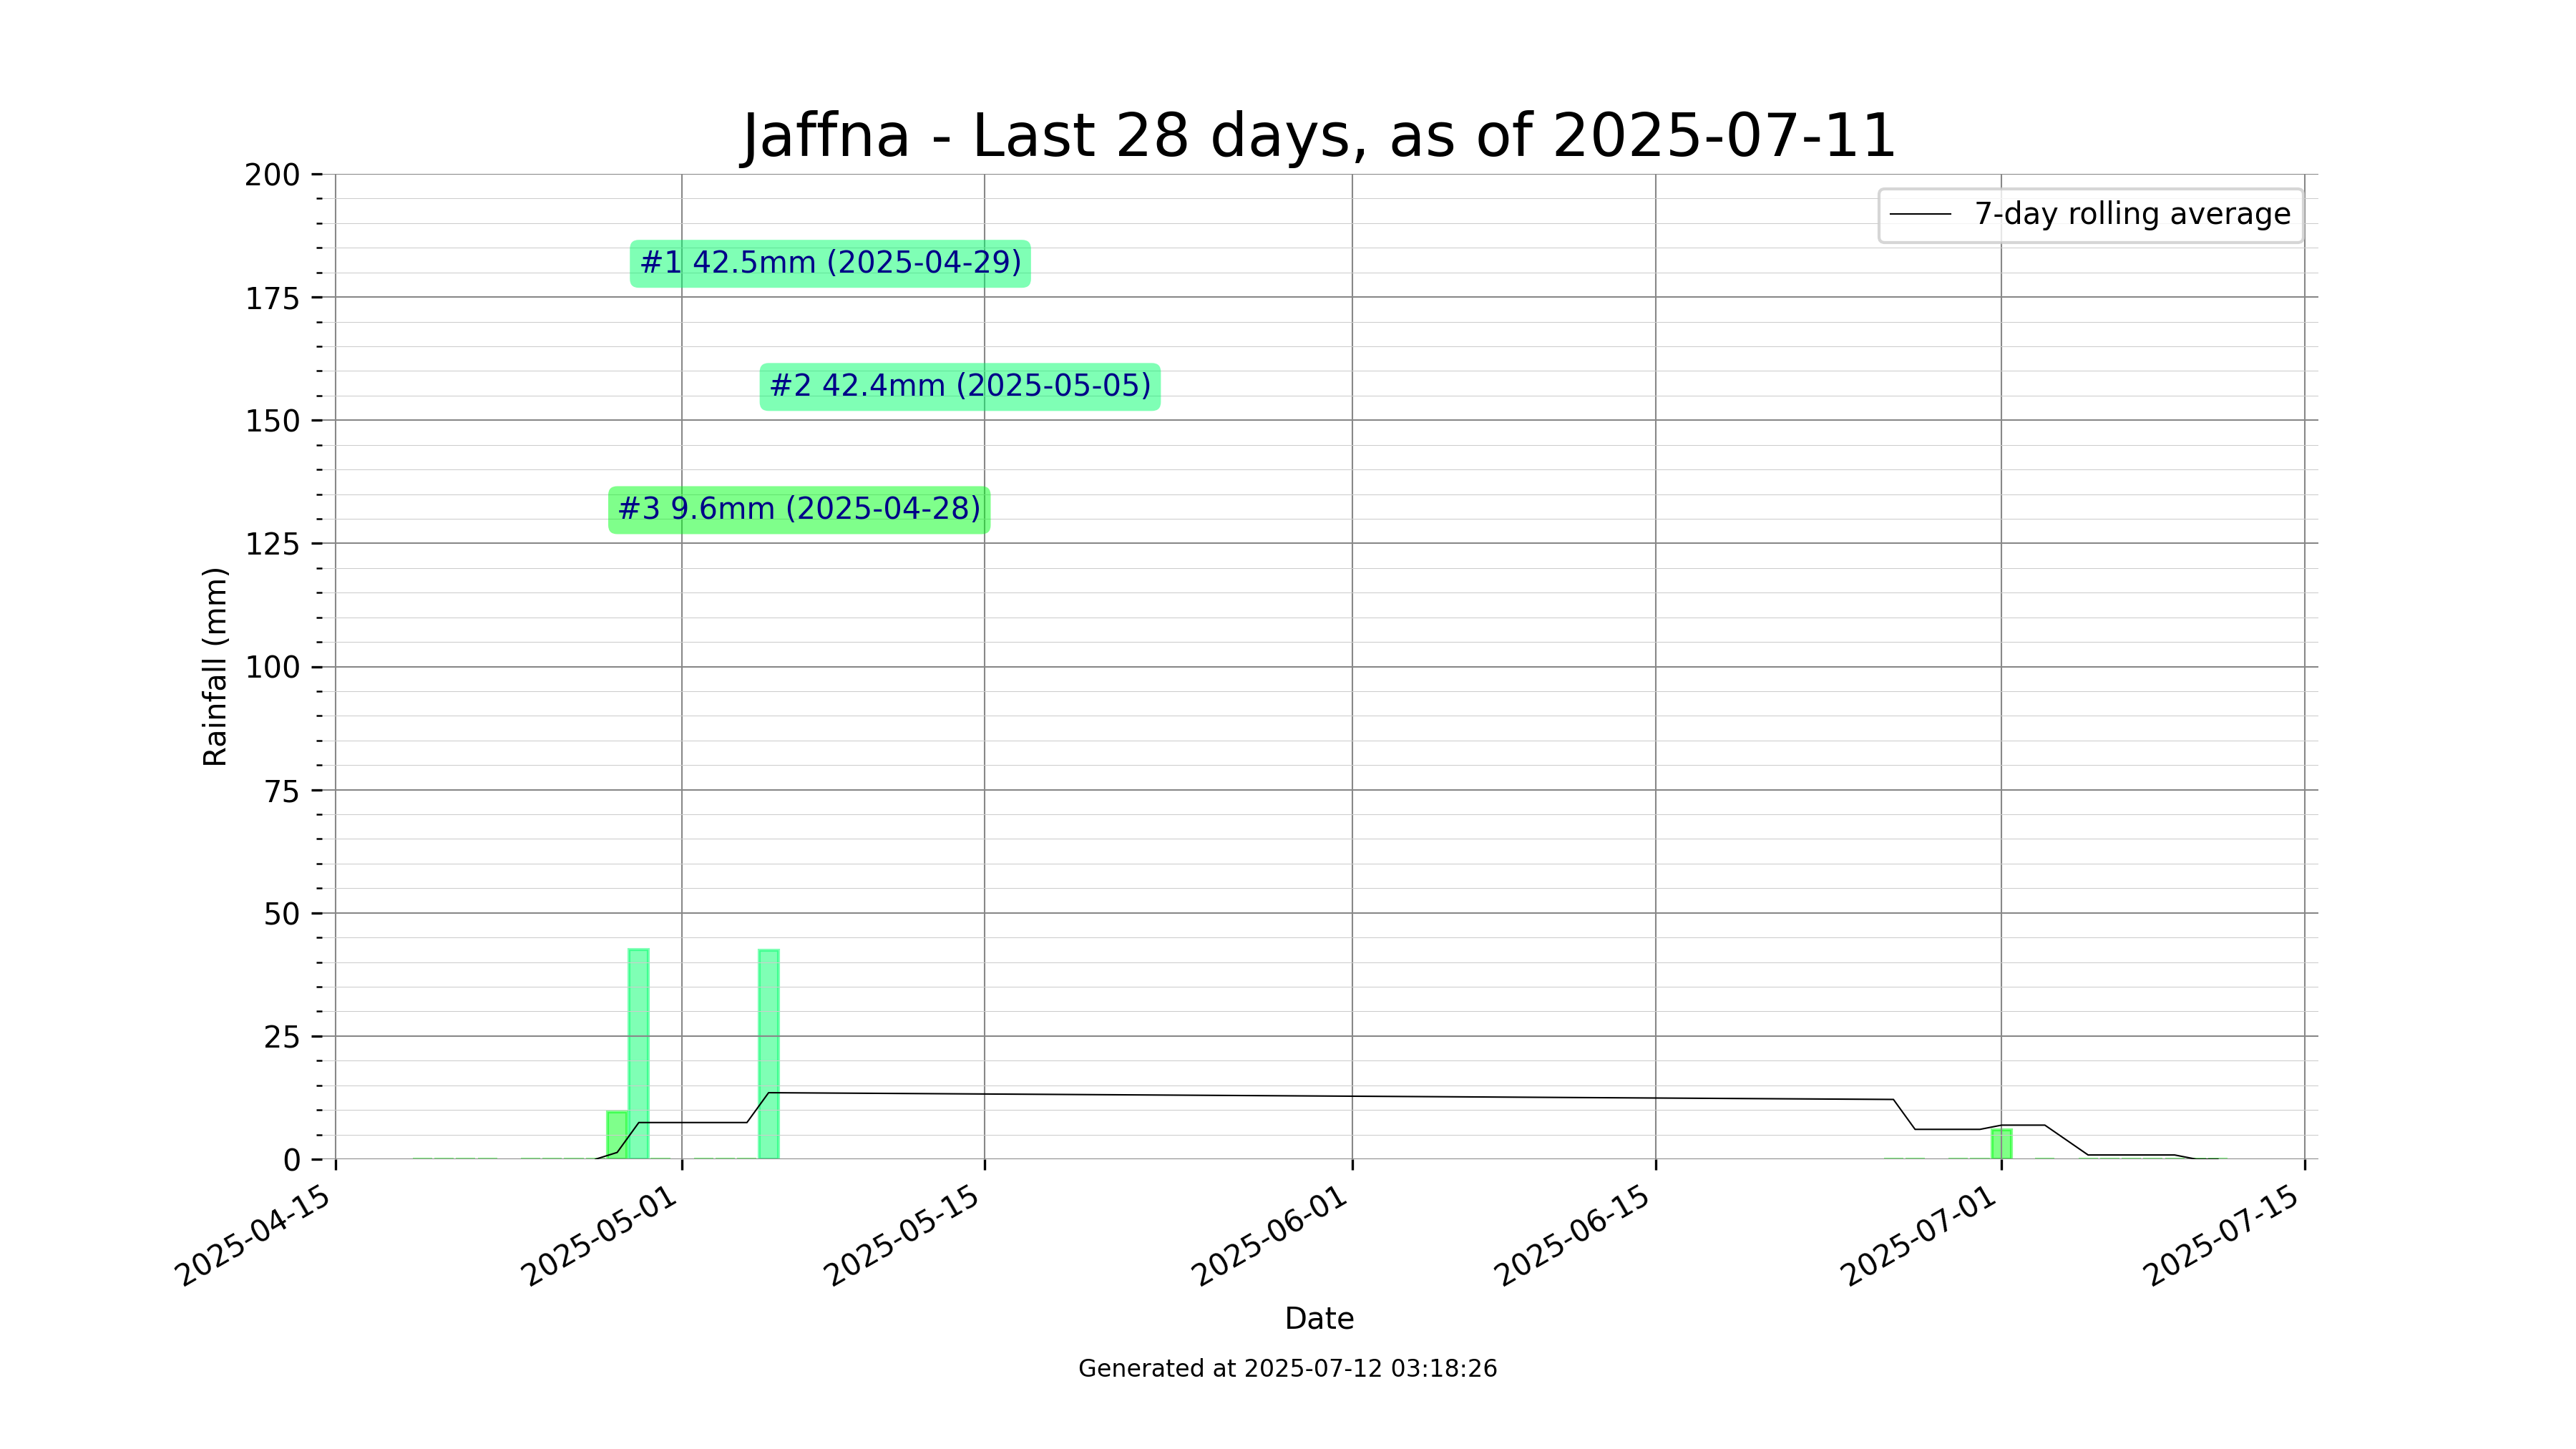 Jaffna - Last 28 days, as of 2025-07-11
7-day rolling average
#1 42.5mm (2025-04-29)
#2 42.4mm (2025-05-05)
#3 9.6mm (2025-04-28)
Rainfall (mm)
200
175
150
125
100
75
50
25
0
2025-04-15
2025-05-01
2025-05-15
2025-06-01
2025-06-15
2025-07-01
2025-07-15
Date
Generated at 2025-07-12 03:18:26